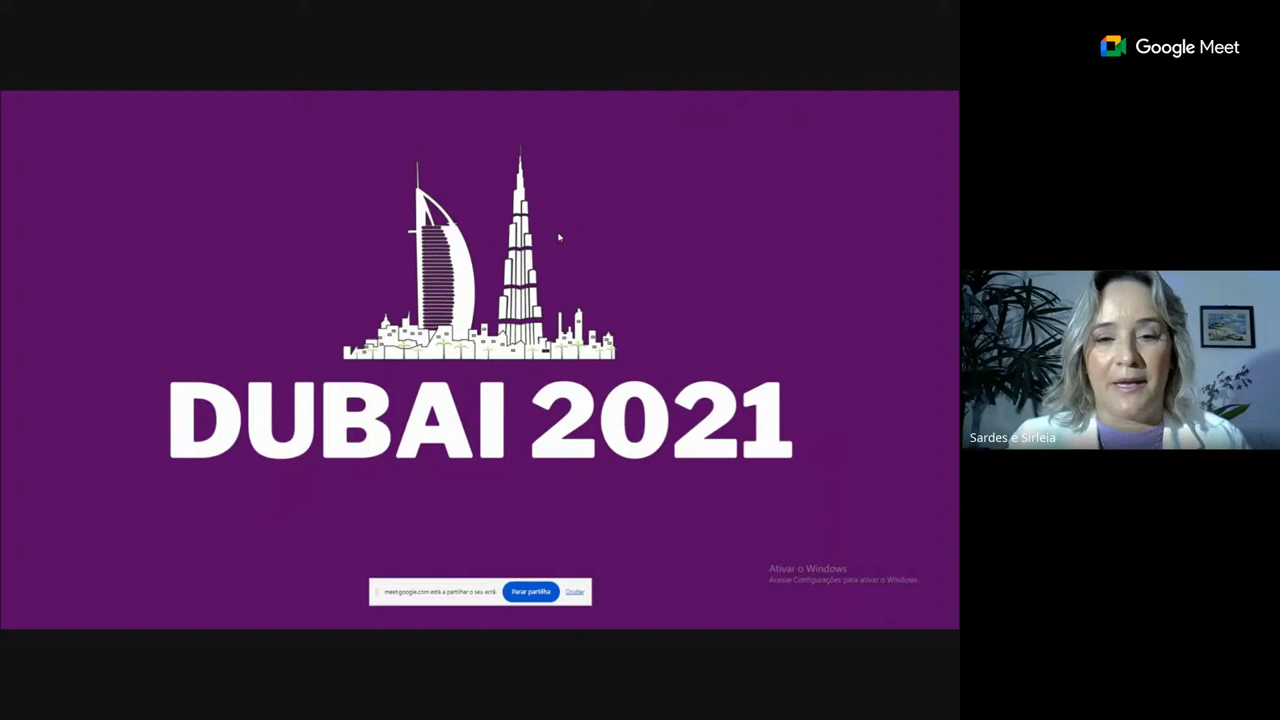 Google Meet
DUBAI 2021
Sardes e Sirleia
Ativar o Windows
Acesse Configurações para ativar o Windows.
meet.google.com está a partilhar o seu ecrã.
Parar partilha
Ocultar